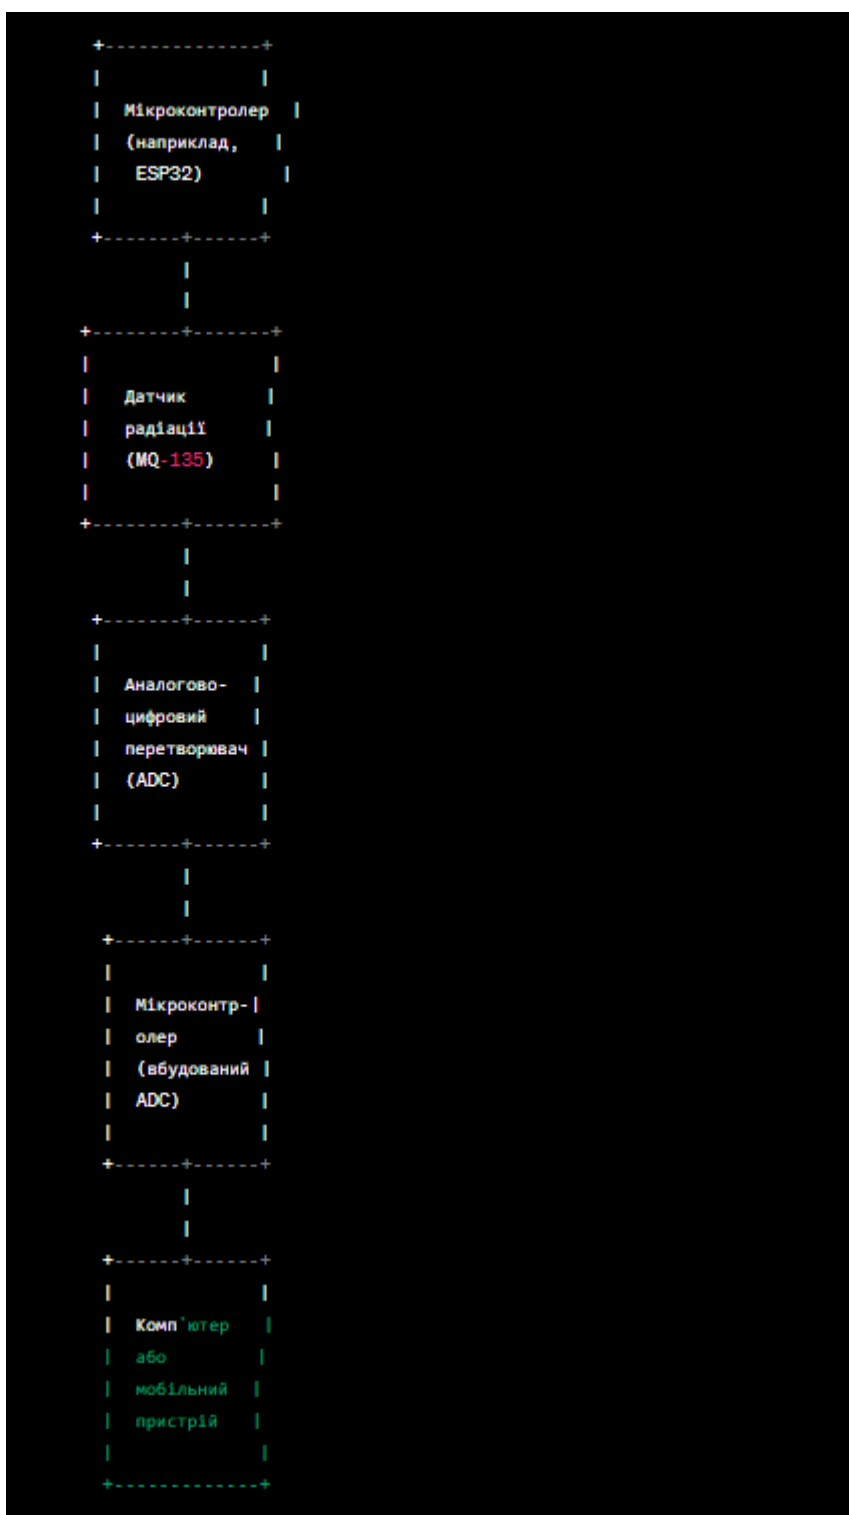 +--------------+
|              |
| Мікроконтролер |
| (наприклад, |
| ESP32) |
|              |
+-------+------+
|
|
+--------+-------+
|                |
| Датчик |
| радіації |
| (MQ-135) |
|                |
+--------+-------+
|
|
+-------+------+
|              |
| Аналогово- |
| цифровий |
| перетворювач |
| (ADC) |
|              |
+-------+------+
|
|
+------+------+
|             |
| Мікроконтр-|
| олер |
| (вбудований |
| ADC) |
|             |
+------+------+
|
|
+------+------+
|             |
| Комп'ютер |
| або |
| мобільний |
| пристрій |
|             |
+-------------+